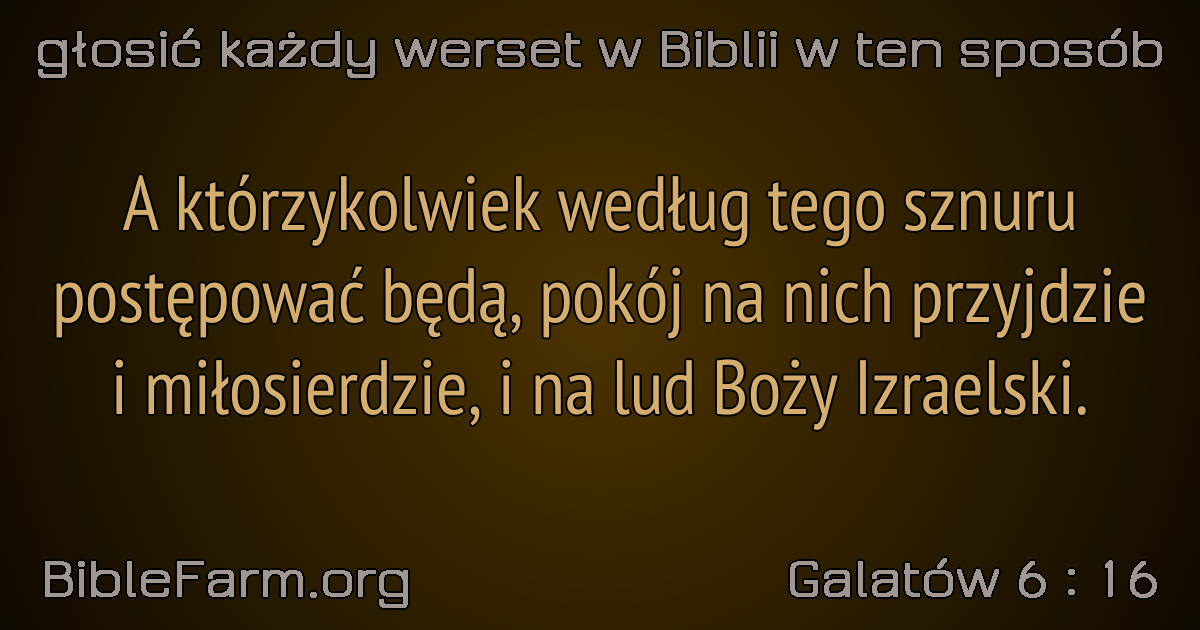 głosić każdy werset w Biblii w ten sposób
A którzykolwiek według tego sznuru
postępować będą, pokój na nich przyjdzie
i miłosierdzie, i na lud Boży Izraelski.
BibleFarm.org
Galatów 6 : 16